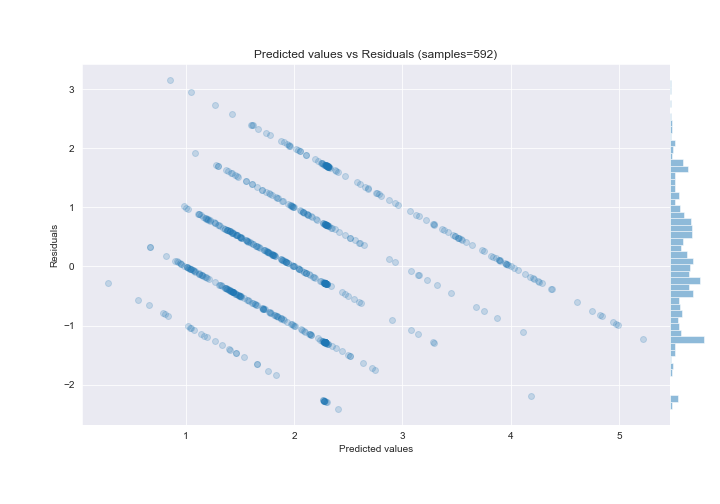 Predicted values vs Residuals (samples=592)
3
2
1
0
−1
−2
Residuals
1 2 3 4 5
Predicted values